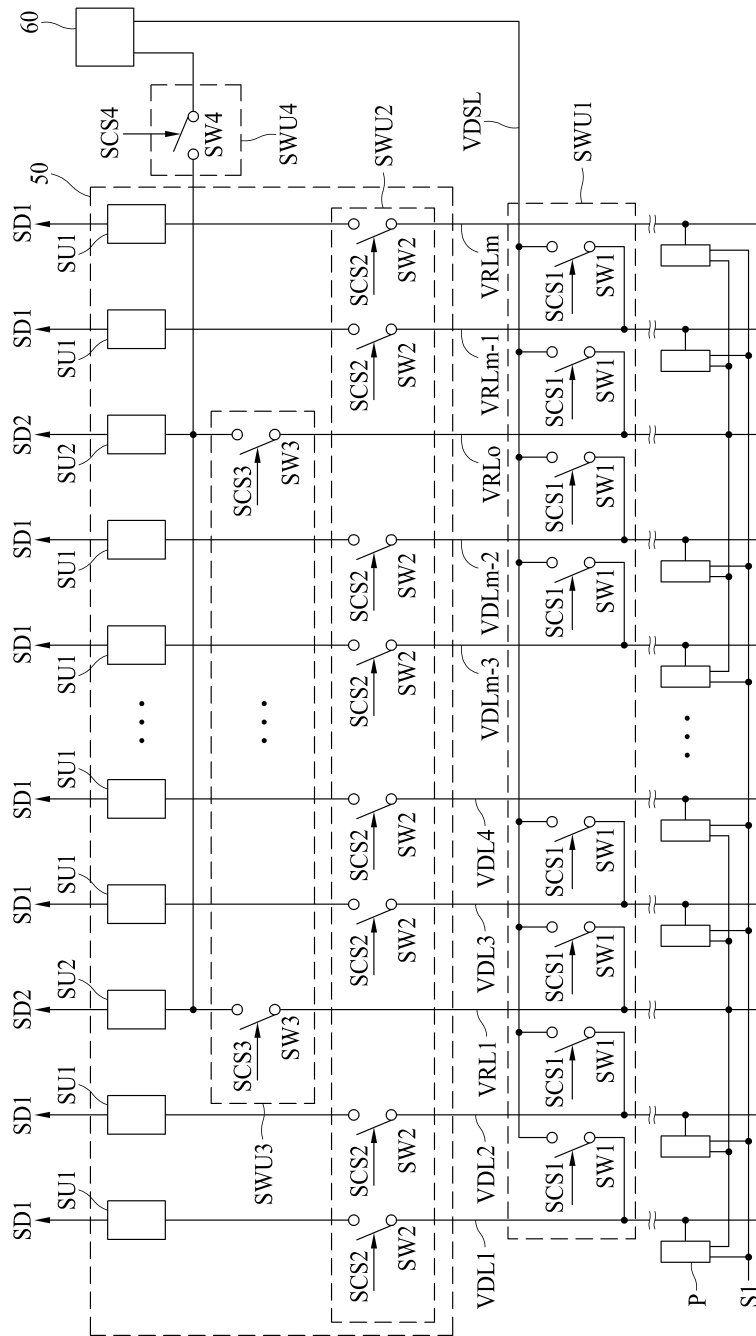 60
SD1
SD1
SD2
SD1
SD1
SD1
SD1
SD2
SD1
SD1
SCS4
50
SU1
SU1
SU2
SU1
SU1
SU1
SU1
SU2
SU1
SU1
SW4
SWU4
...
SCS3
SW3
...
SCS3
SW3
SWU3
SWU2
SCS2
SCS2
SCS2
SCS2
SCS2
SCS2
SCS2
SCS2
SW2
SW2
SW2
SW2
SW2
SW2
SW2
SW2
VDL1
VDL2
VRL1
VDL3
VDL4
VDLm-3
VDLm-2
VRLo
VRLm-1
VRLm
VDSL
SCS1
SCS1
SCS1
SCS1
SCS1
SCS1
SCS1
SCS1
SWU1
SW1
SW1
SW1
SW1
SW1
SW1
SW1
SW1
P
...
S1